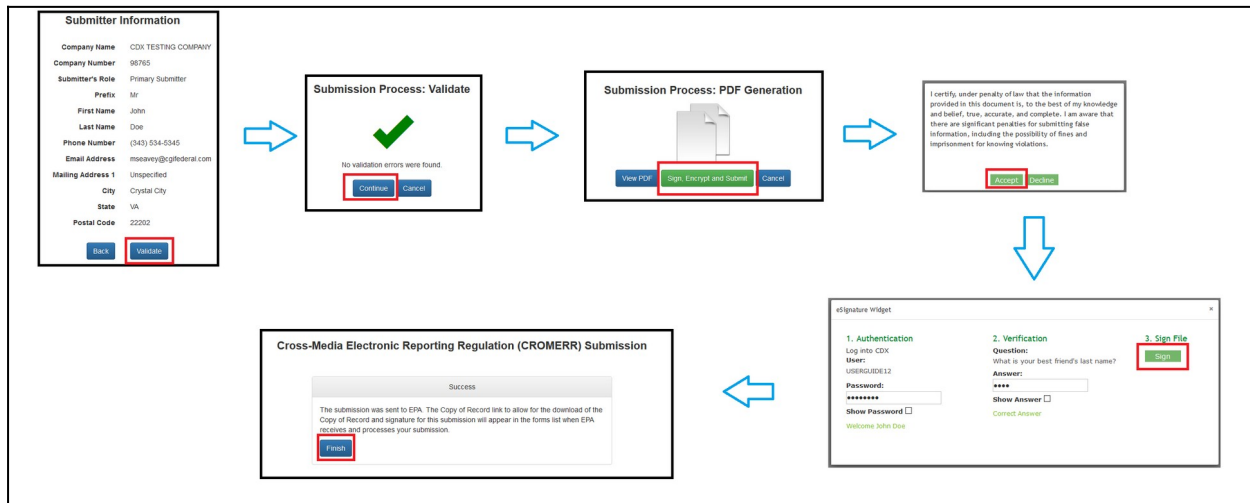 Submitter Information
Company Name CDX TESTING COMPANY
Company Number 98765
Submitter's Role Primary Submitter
Prefix Mr
First Name John
Last Name Doe
Phone Number (343) 534-5345
Email Address mseavey@cgifederal.com
Mailing Address 1 Unspecified
City Crystal City
State VA
Postal Code 22202
Back Validate
Submission Process: Validate
No validation errors were found.
Continue Cancel
Submission Process: PDF Generation
View PDF Sign, Encrypt and Submit Cancel
I certify, under penalty of law that the information
provided in this document is, to the best of my knowledge
and belief, true, accurate, and complete. I am aware that
there are significant penalties for submitting false
information, including the possibility of fines and
imprisonment for knowing violations.
Accept Decline
eSignature Widget ×
1. Authentication
Log into CDX
User:
USERGUIDE12
Password:
••••••••
Show Password
Welcome John Doe
2. Verification
Question:
What is your best friend's last name?
Answer:
••••
Show Answer
Correct Answer
3. Sign File
Sign
Cross-Media Electronic Reporting Regulation (CROMERR) Submission
Success
The submission was sent to EPA. The Copy of Record link to allow for the download of the
Copy of Record and signature for this submission will appear in the forms list when EPA
receives and processes your submission.
Finish